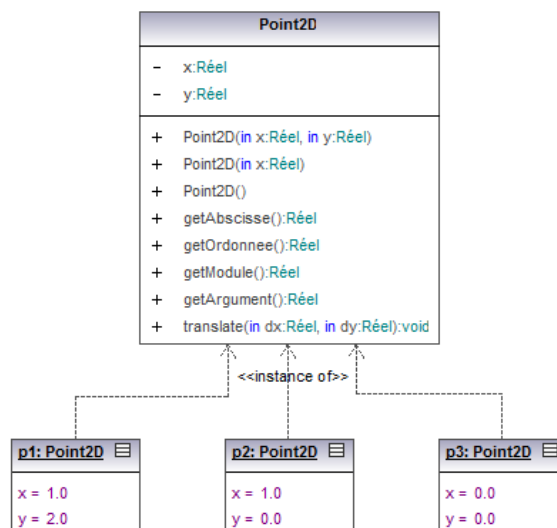 Point2D
- x:Réel
- y:Réel
+ Point2D(in x:Réel, in y:Réel)
+ Point2D(in x:Réel)
+ Point2D()
+ getAbscisse():Réel
+ getOrdonnee():Réel
+ getModule():Réel
+ getArgument():Réel
+ translate(in dx:Réel, in dy:Réel):void
<<instance of>>
p1: Point2D
x = 1.0
y = 2.0
p2: Point2D
x = 1.0
y = 0.0
p3: Point2D
x = 0.0
y = 0.0